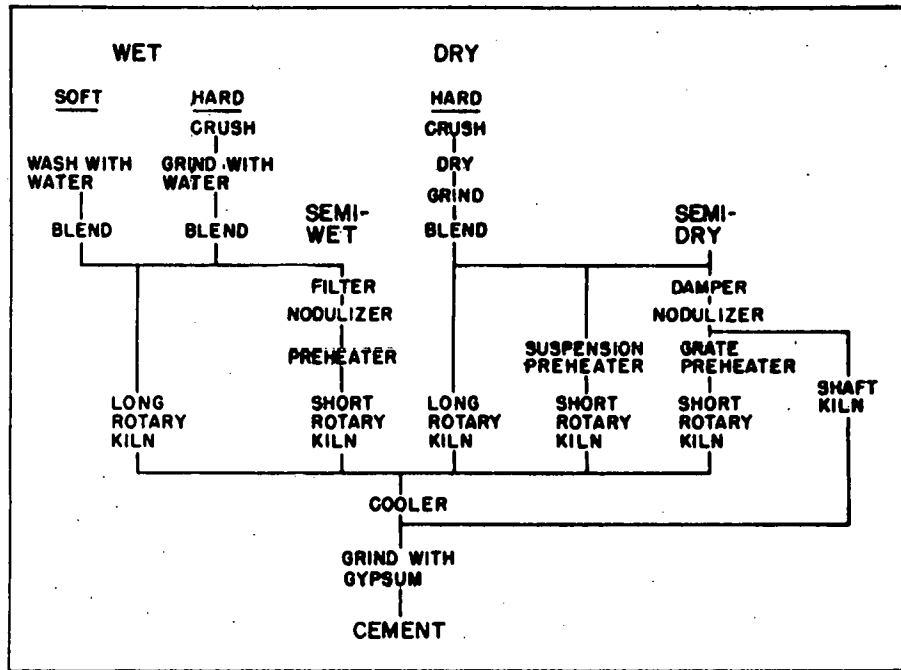 WET
DRY
SOFT
HARD
CRUSH
HARD
CRUSH
WASH WITH
WATER
GRIND WITH
WATER
DRY
GRIND
BLEND
BLEND
SEMI-
WET
BLEND
SEMI-
DRY
FILTER
NODULIZER
PREHEATER
DAMPER
NODULIZER
SUSPENSION
PREHEATER
GRATE
PREHEATER
SHAFT
KILN
LONG
ROTARY
KILN
SHORT
ROTARY
KILN
LONG
ROTARY
KILN
SHORT
ROTARY
KILN
SHORT
ROTARY
KILN
COOLER
GRIND WITH
GYPSUM
CEMENT